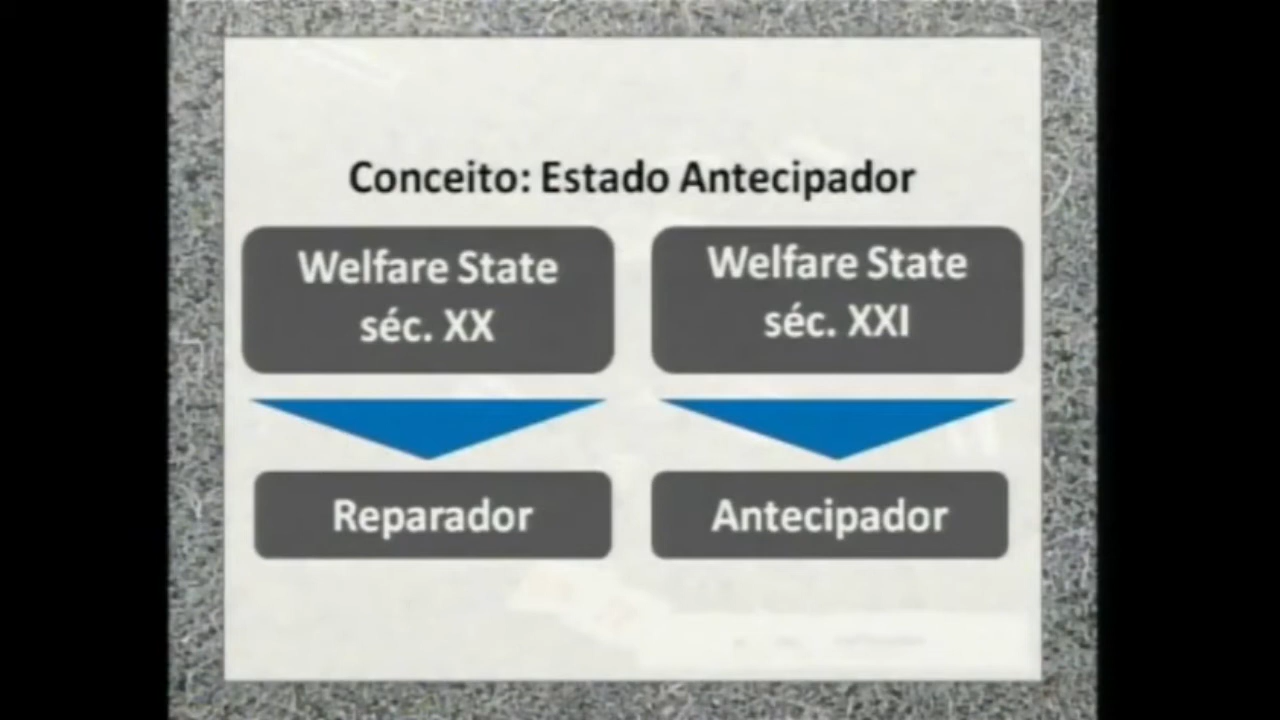 Conceito: Estado Antecipador
Welfare State
séc. XX
Welfare State
séc. XXI
Reparador
Antecipador